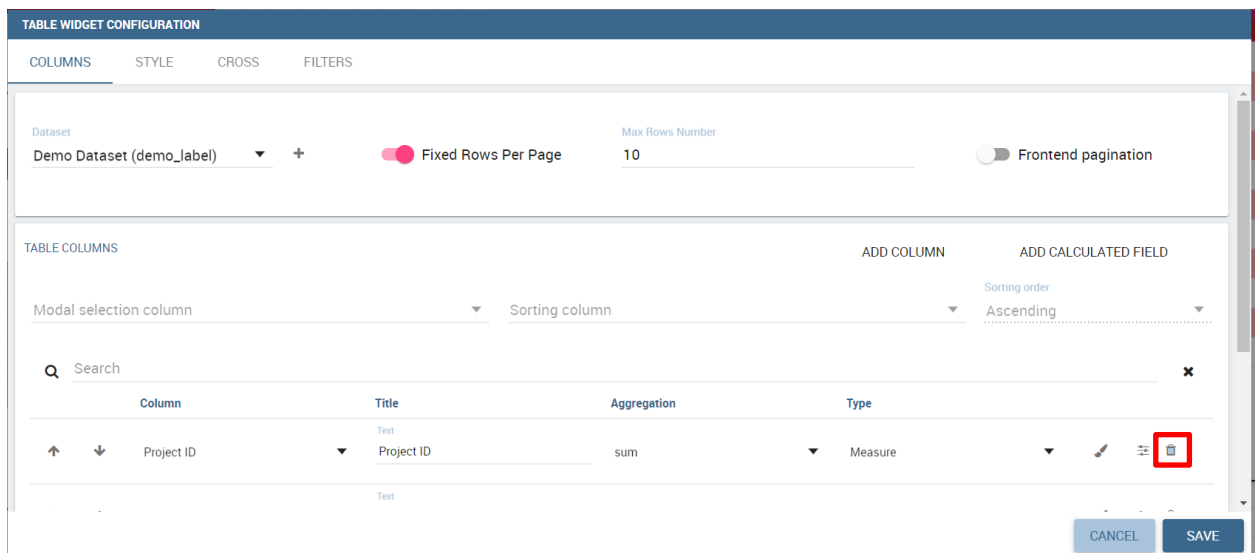 TABLE WIDGET CONFIGURATION
COLUMNS STYLE CROSS FILTERS
Dataset Max Rows Number
Demo Dataset (demo_label) + Fixed Rows Per Page 10 Frontend pagination
TABLE COLUMNS ADD COLUMN ADD CALCULATED FIELD
Sorting order
Modal selection column Sorting column Ascending
Search
Column Title Aggregation Type
Text
Project ID Project ID sum Measure
Text
CANCEL SAVE